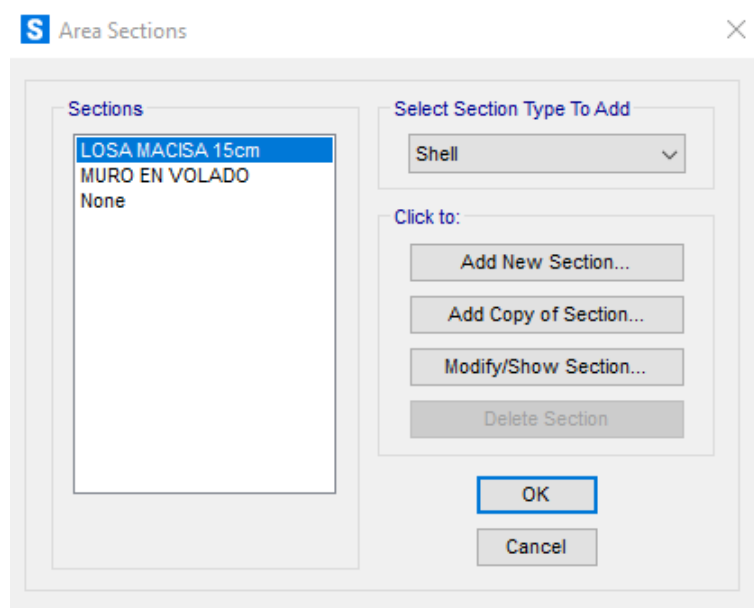 S Area Sections
Sections
LOSA MACISA 15cm
MURO EN VOLADO
None
Select Section Type To Add
Shell
Click to:
Add New Section...
Add Copy of Section...
Modify/Show Section...
Delete Section
OK
Cancel